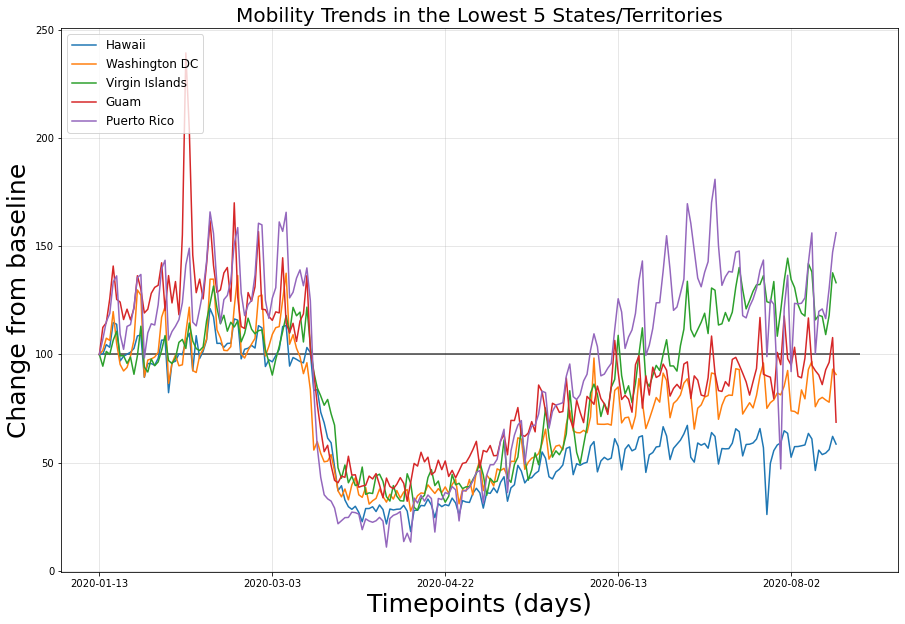 Mobility Trends in the Lowest 5 States/Territories
250
200
150
100
50
0
Change from baseline
Hawaii
Washington DC
Virgin Islands
Guam
Puerto Rico
2020-01-13
2020-03-03
2020-04-22
2020-06-13
2020-08-02
Timepoints (days)